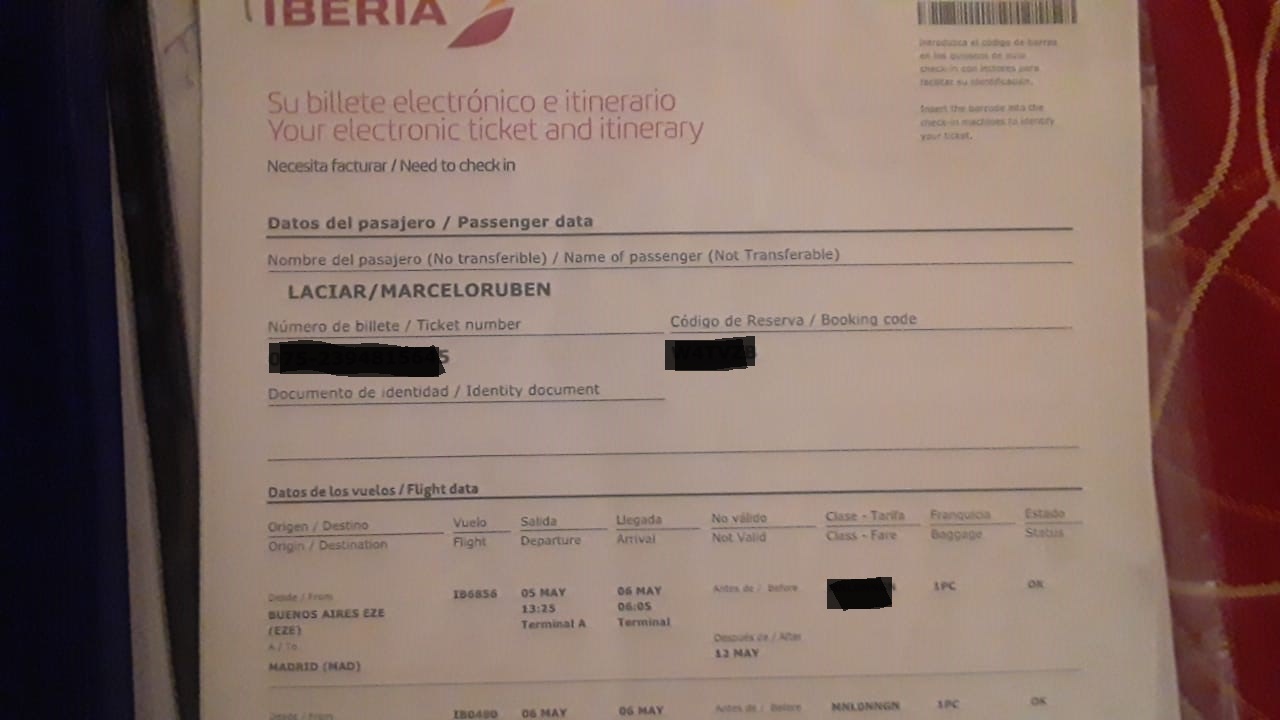 IBERIA
Introduzca el código de barras
en los quioscos de auto
check-in con lectores para
facilitar su identificación.
Insert the barcode into the
check-in machines to identify
your ticket.
Su billete electrónico e itinerario
Your electronic ticket and itinerary
Necesita facturar / Need to check in
Datos del pasajero / Passenger data
Nombre del pasajero (No transferible) / Name of passenger (Not Transferable)
LACIAR/MARCELORUBEN
Número de billete / Ticket number
Código de Reserva / Booking code
Documento de identidad / Identity document
Datos de los vuelos / Flight data
Origen / Destino Vuelo Salida Llegada No válido Clase - Tarifa Franquicia Estado
Origin / Destination Flight Departure Arrival Not Valid Class - Fare Baggage Status
Desde / From IB6856 05 MAY 06 MAY Antes de / Before 1PC OK
BUENOS AIRES EZE 13:25 06:05
(EZE) Terminal A Terminal
A / To Después de / After
MADRID (MAD) 12 MAY
Desde / From IB0480 06 MAY 06 MAY Antes de / Before MNL0NNGN 1PC OK